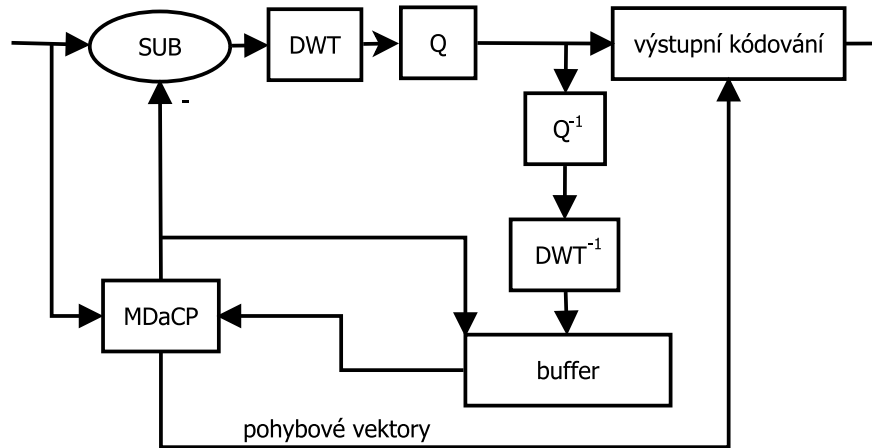 SUB
DWT
Q
výstupní kódování
-
Q-1
DWT-1
MDaCP
buffer
pohybové vektory